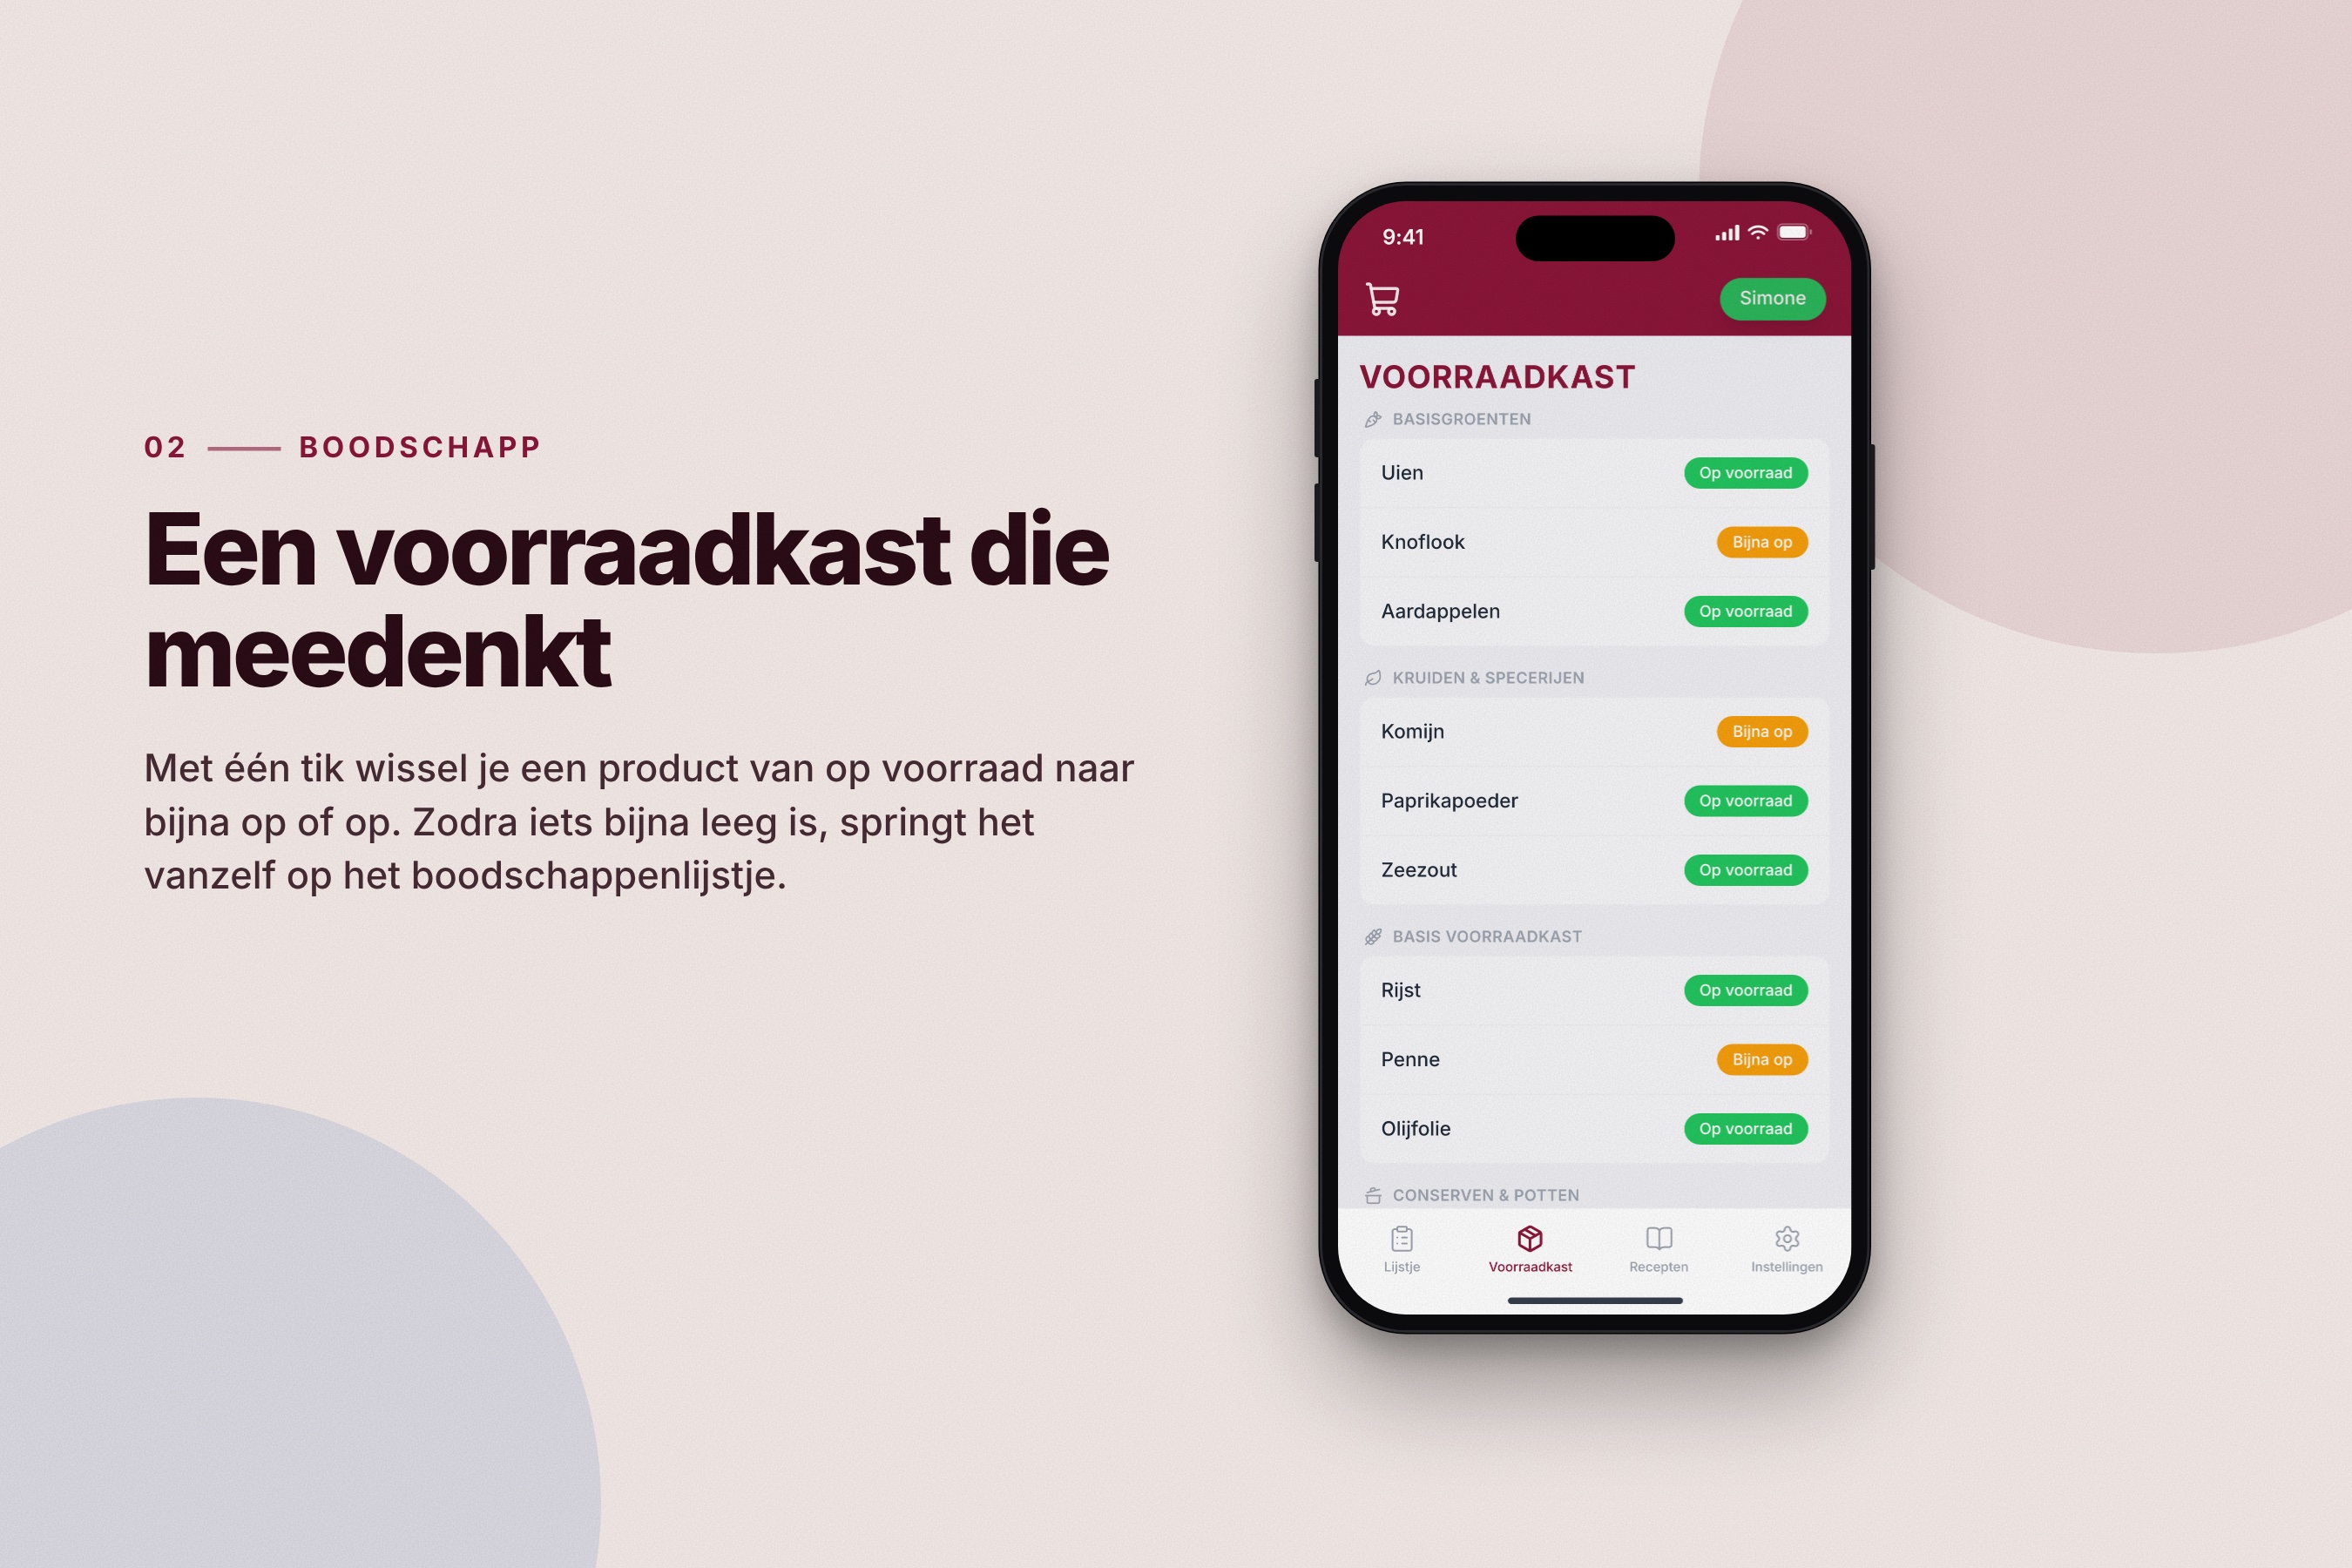 02 BOODSCHAPP
Een voorraadkast die
meedenkt
Met één tik wissel je een product van op voorraad naar
bijna op of op. Zodra iets bijna leeg is, springt het
vanzelf op het boodschappenlijstje.
9:41
Simone
VOORRAADKAST
BASISGROENTEN
Uien Op voorraad
Knoflook Bijna op
Aardappelen Op voorraad
KRUIDEN & SPECERIJEN
Komijn Bijna op
Paprikapoeder Op voorraad
Zeezout Op voorraad
BASIS VOORRAADKAST
Rijst Op voorraad
Penne Bijna op
Olijfolie Op voorraad
CONSERVEN & POTTEN
Lijstje Voorraadkast Recepten Instellingen